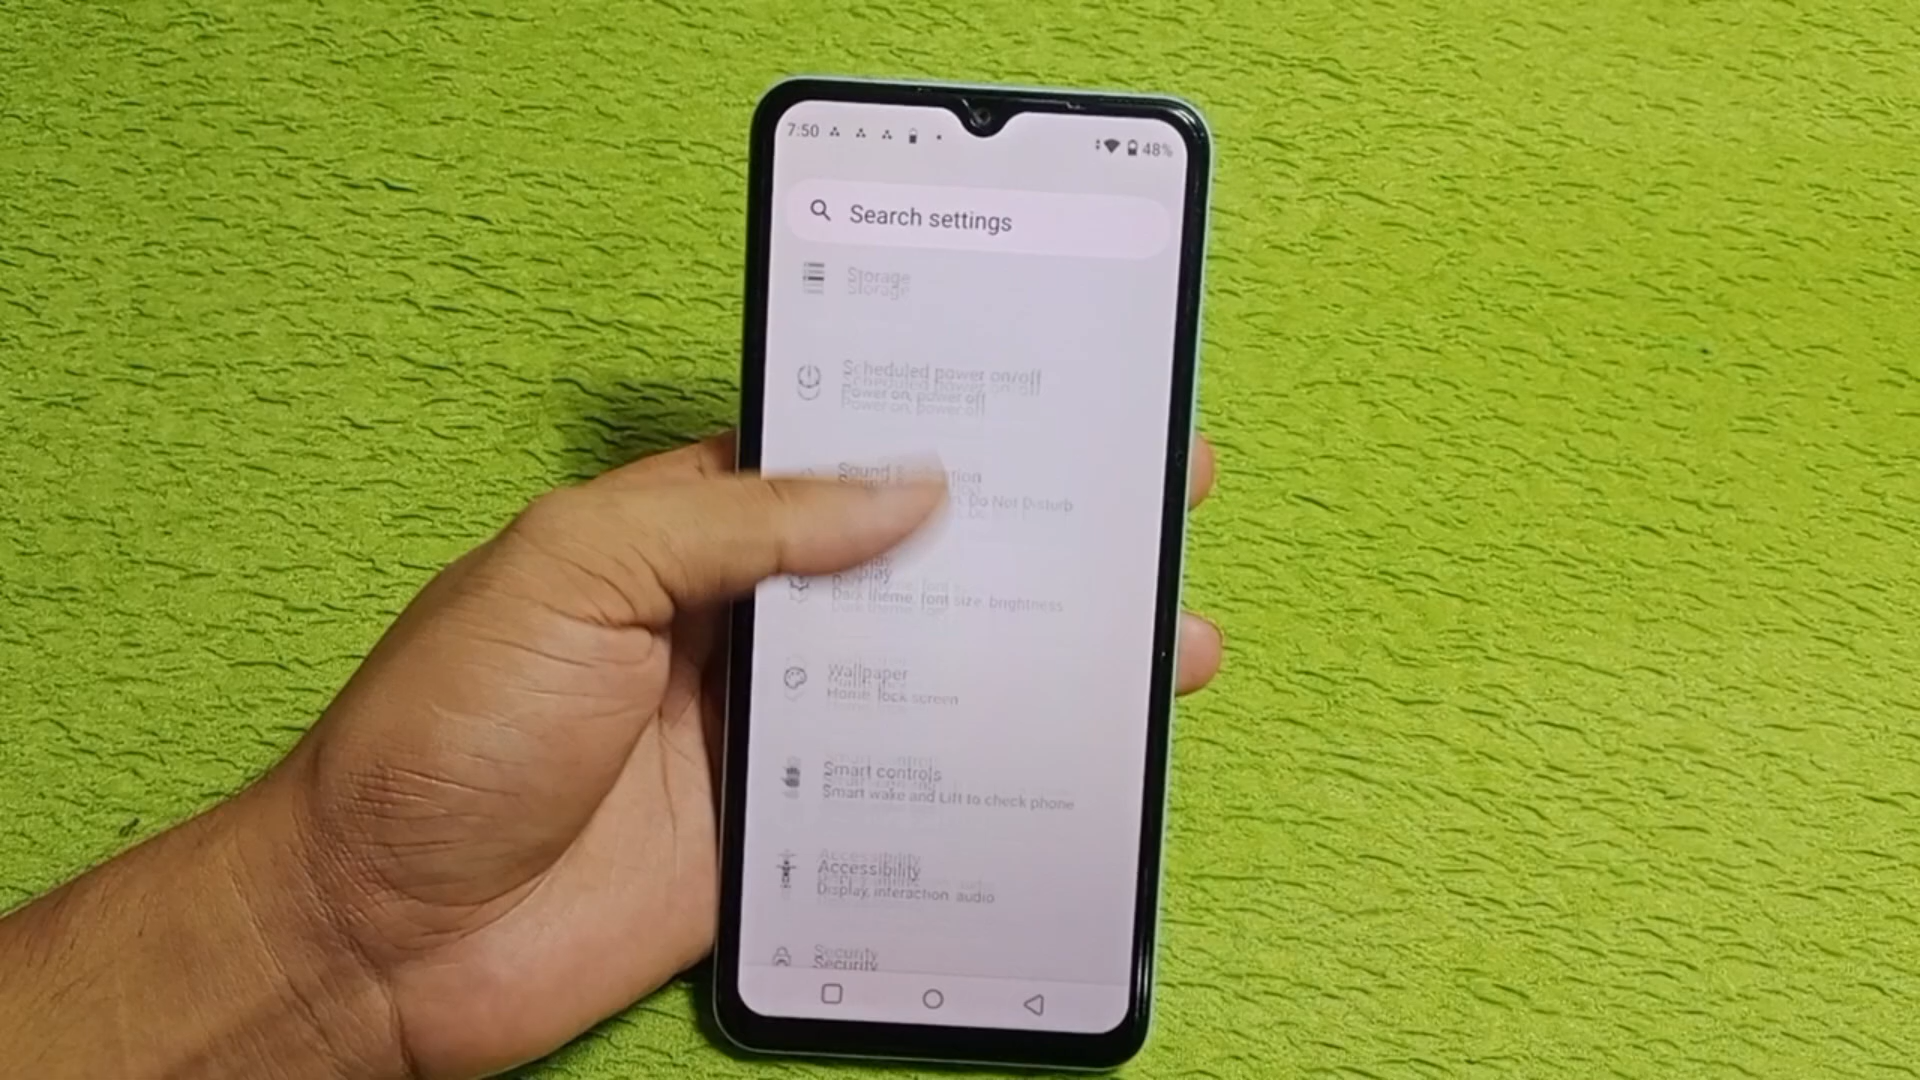 7:50
48%
Search settings
Storage
Scheduled power on/off
Power on, power off
Sound
Do Not Disturb
Display
Dark theme, font size, brightness
Wallpaper
Home, lock screen
Smart controls
Smart wake and Lift to check phone
Accessibility
Display, interaction, audio
Security